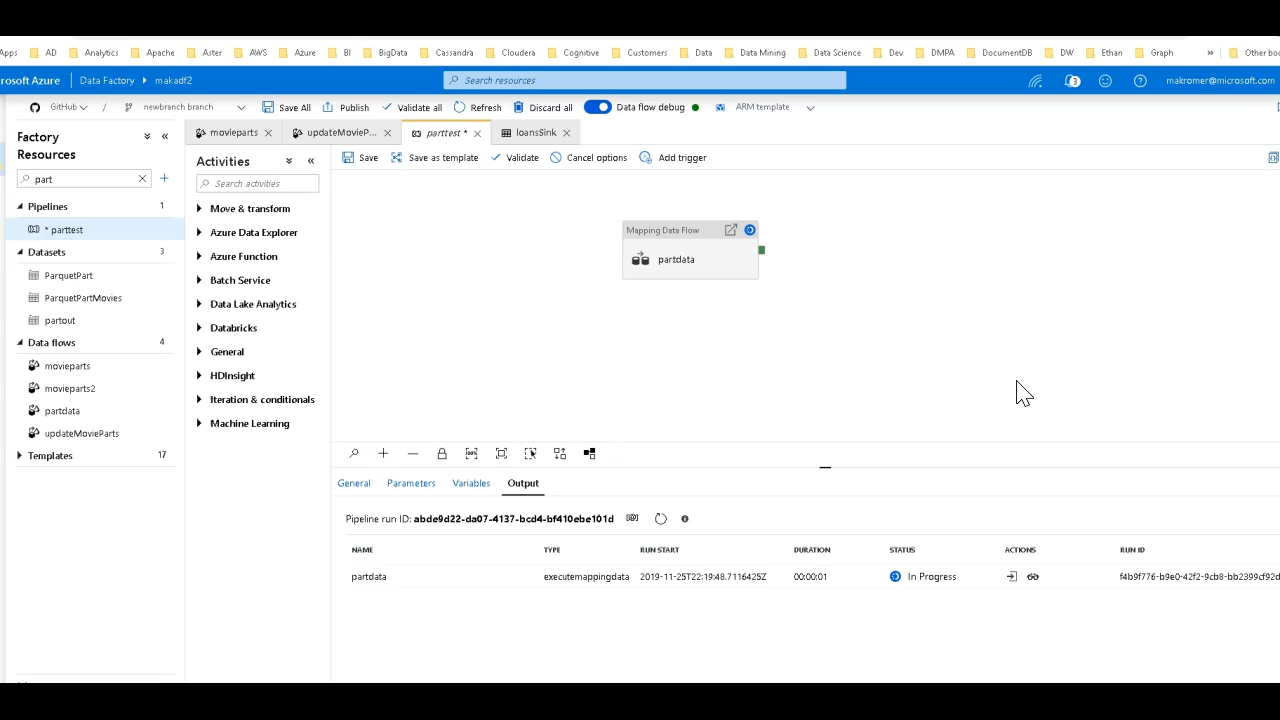 Apps AD Analytics Apache Aster AWS Azure BI BigData Cassandra Cloudera Cognitive Customers Data Data Mining Data Science Dev DMPA DocumentDB DW Ethan Graph » Other boo
rosoft Azure Data Factory makadf2 Search resources 3 makromer@microsoft.com
GitHub / newbranch branch Save All Publish Validate all Refresh Discard all Data flow debug ARM template
Factory Resources
part
Pipelines 1
* parttest
Datasets 3
ParquetPart
ParquetPartMovies
partout
Data flows 4
movieparts
movieparts2
partdata
updateMovieParts
Templates 17
movieparts updateMovieP... parttest * loansSink
Activities
Search activities
Move & transform
Azure Data Explorer
Azure Function
Batch Service
Data Lake Analytics
Databricks
General
HDInsight
Iteration & conditionals
Machine Learning
Save Save as template Validate Cancel options Add trigger
Mapping Data Flow
partdata
100%
General Parameters Variables Output
Pipeline run ID: abde9d22-da07-4137-bcd4-bf410ebe101d
NAME TYPE RUN START DURATION STATUS ACTIONS RUN ID
partdata executemappingdata 2019-11-25T22:19:48.7116425Z 00:00:01 In Progress f4b9f776-b9e0-42f2-9cb8-bb2399cf92d